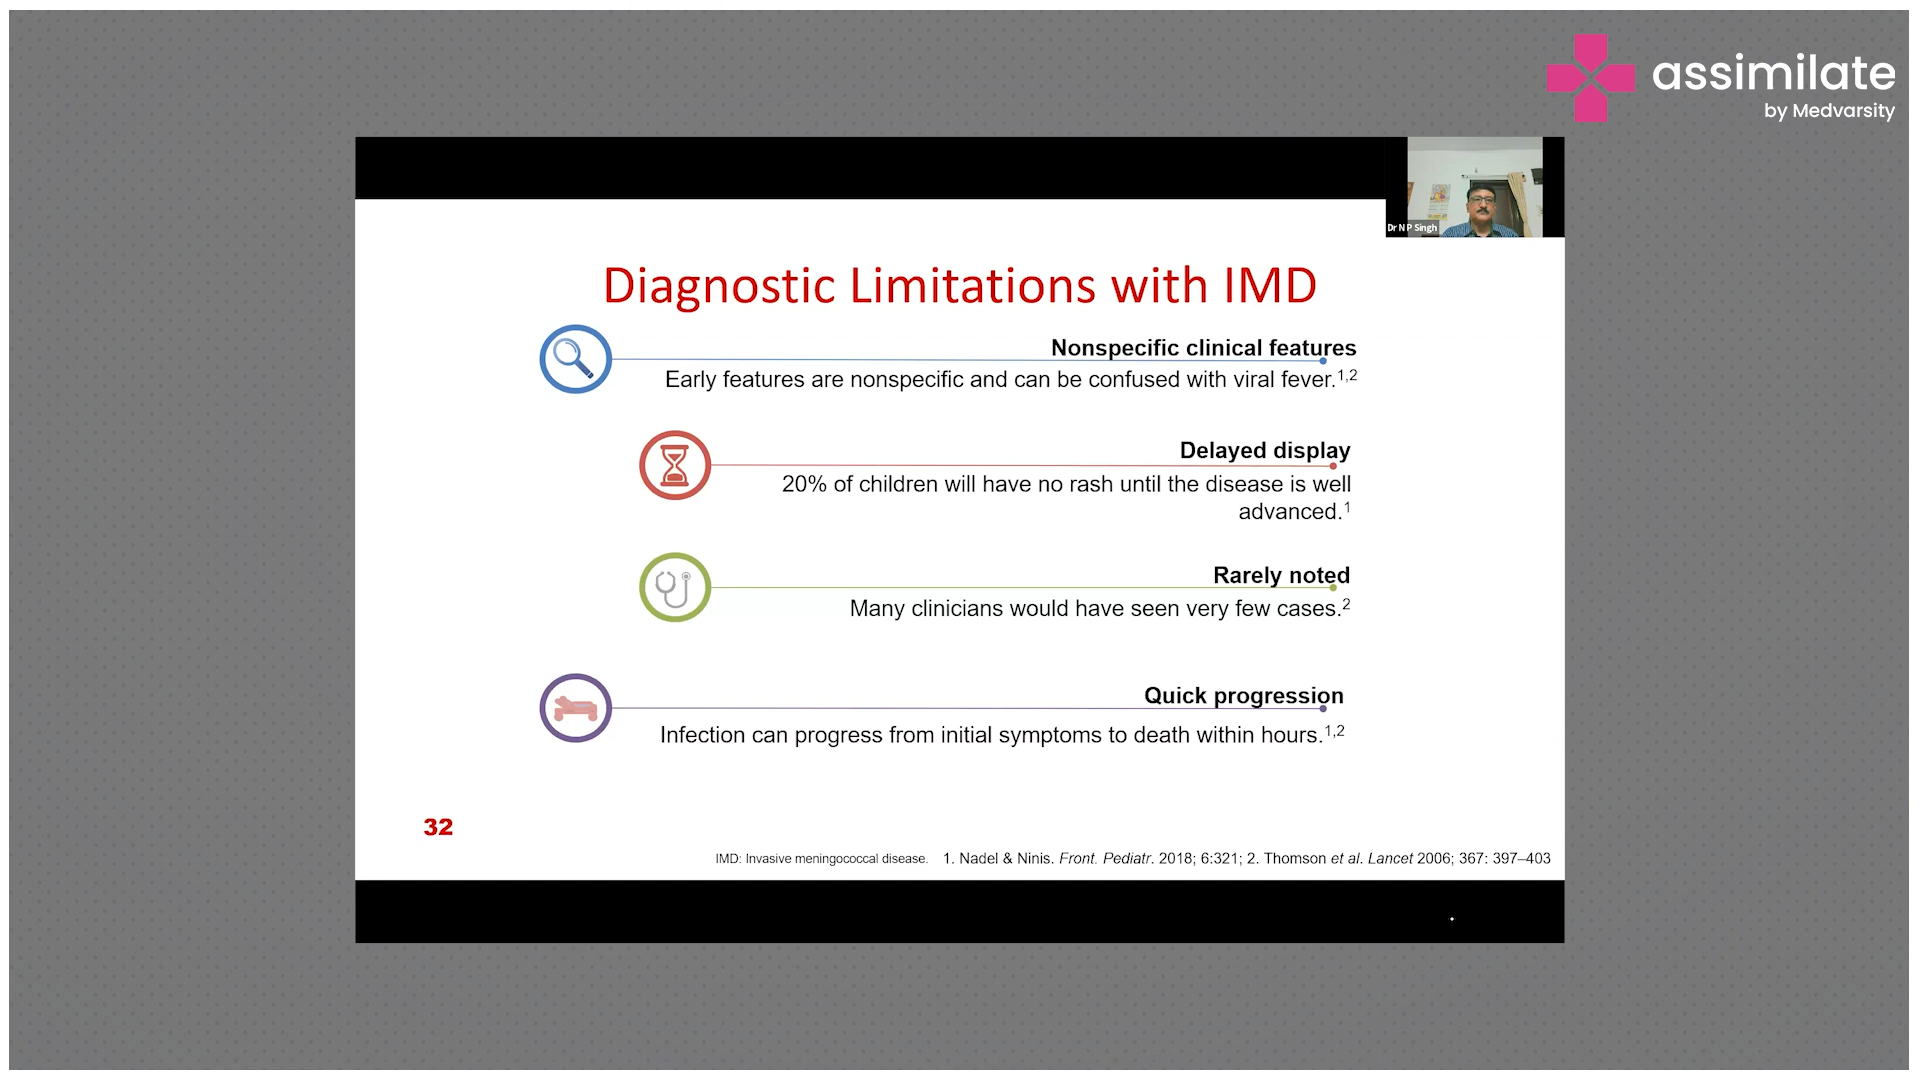 assimilate
by Medvarsity
Dr N P Singh
Diagnostic Limitations with IMD
Nonspecific clinical features
Early features are nonspecific and can be confused with viral fever.1,2
Delayed display
20% of children will have no rash until the disease is well
advanced.1
Rarely noted
Many clinicians would have seen very few cases.2
Quick progression
Infection can progress from initial symptoms to death within hours.1,2
32
IMD: Invasive meningococcal disease. 1. Nadel & Ninis. Front. Pediatr. 2018; 6:321; 2. Thomson et al. Lancet 2006; 367: 397–403